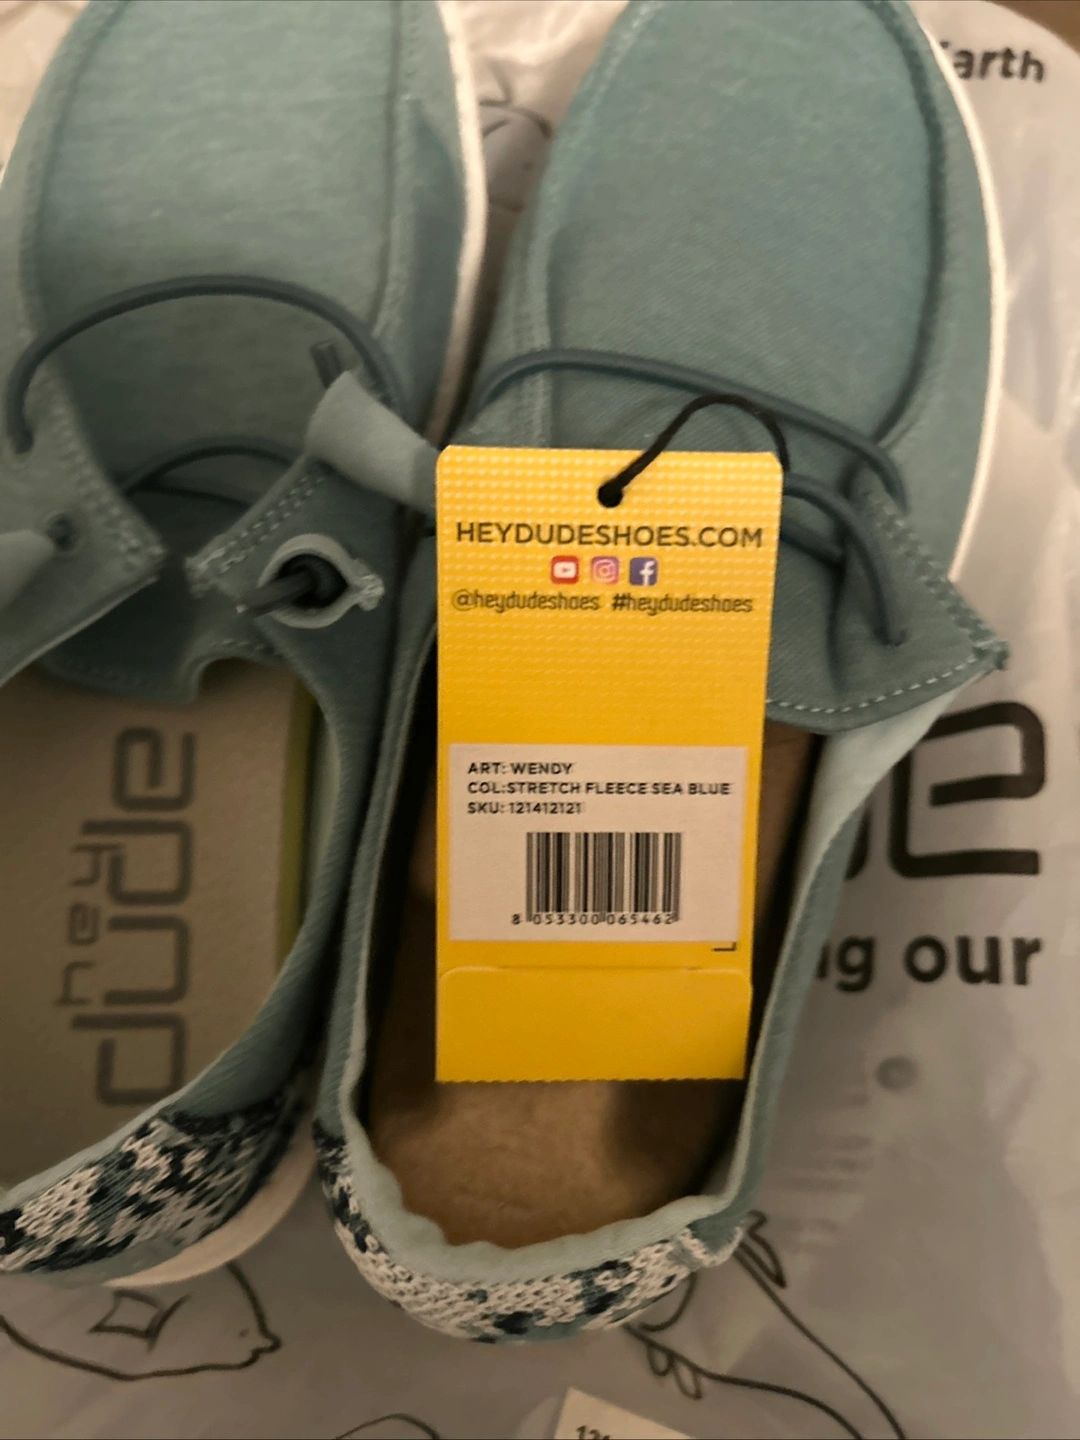 arth
HEYDUDESHOES.COM
@heydudeshoes #heydudeshoes
ART: WENDY
COL:STRETCH FLEECE SEA BLUE
SKU: 121412121
8 053300 065462
hey
dude
our